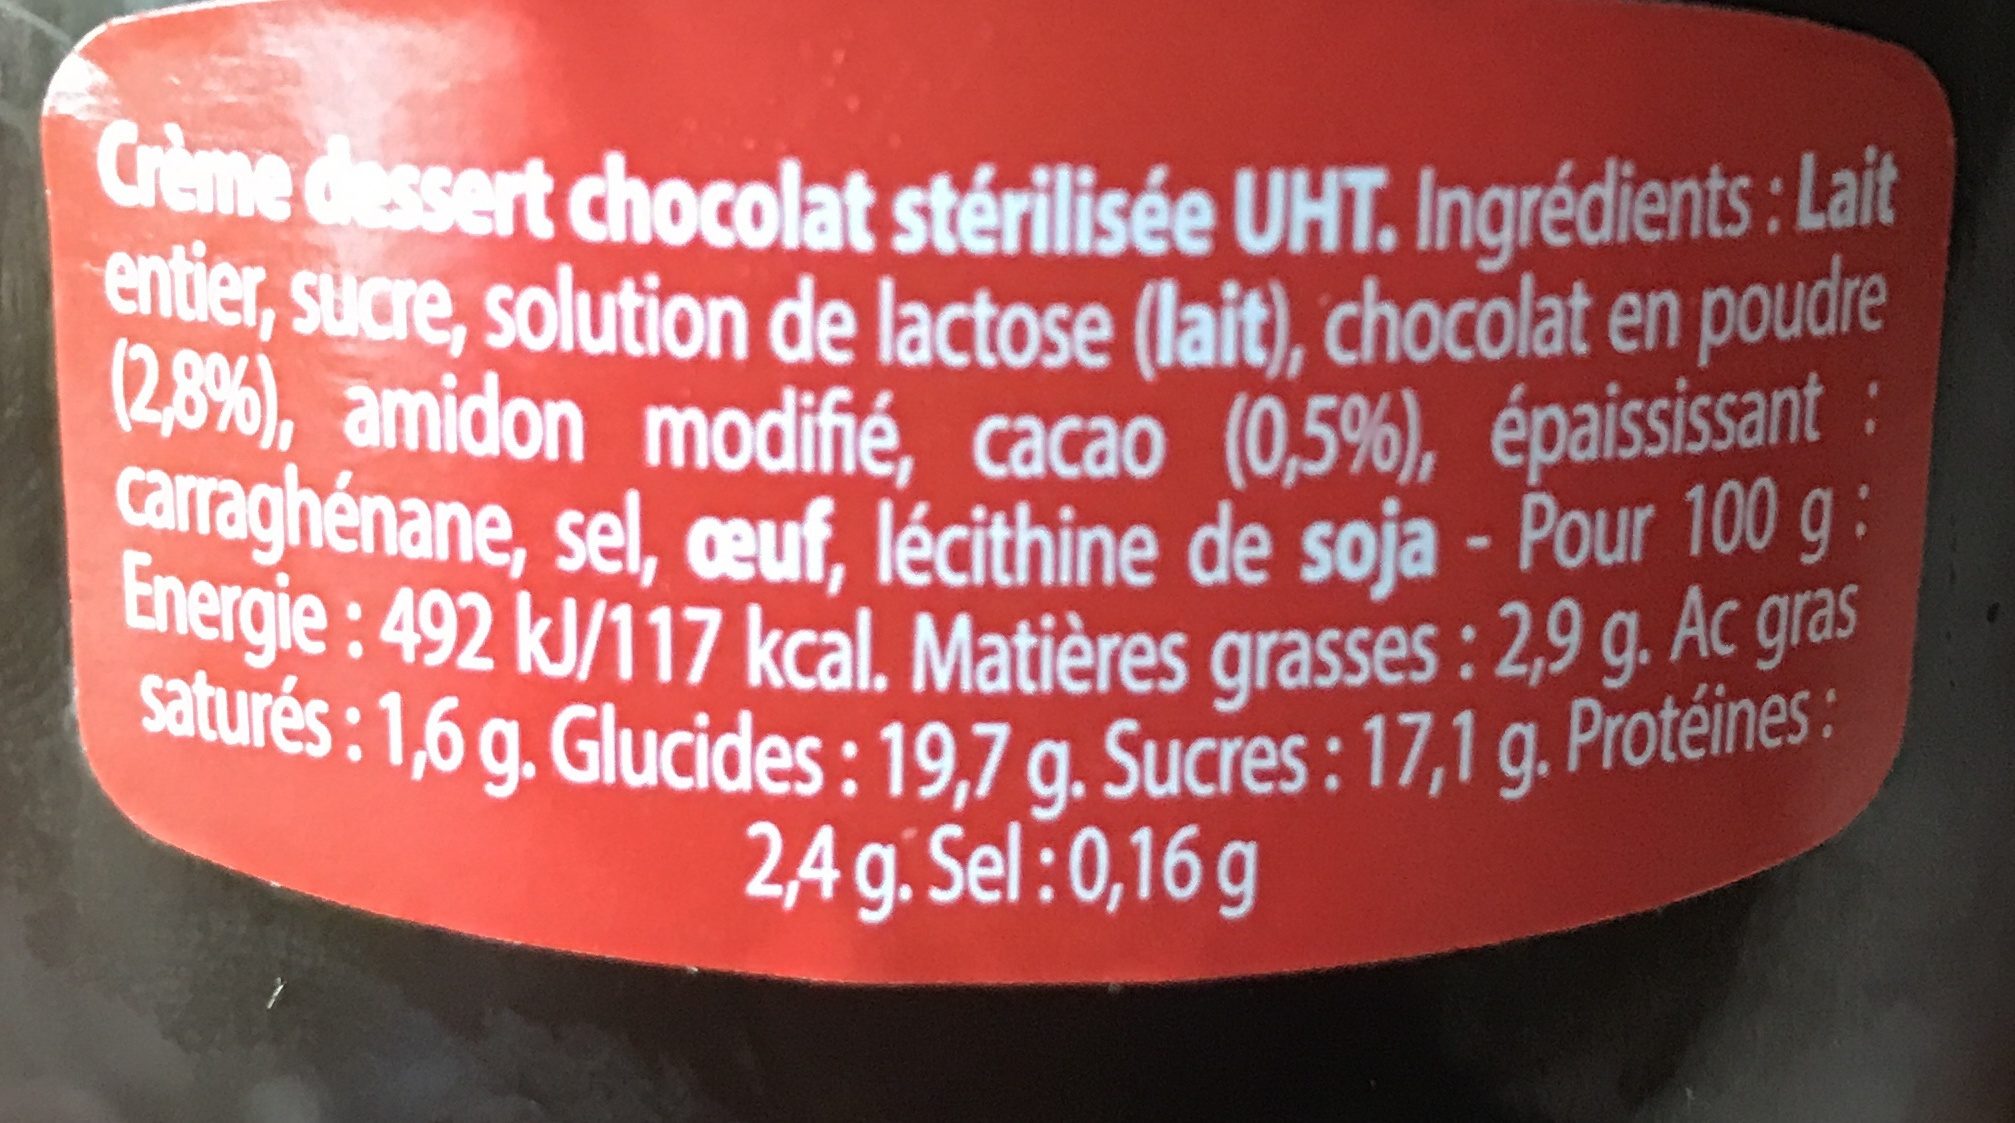 Crème dessert chocolat stérilisée UHT. Ingrédients : Lait
entier, sucre, solution de lactose (lait), chocolat en poudre
(2,8%), amidon modifié, cacao (0,5%), épaississant :
carraghénane, sel, œuf, lécithine de soja - Pour 100 g :
Energie : 492 kJ/117 kcal. Matières grasses : 2,9 g. Ac gras
saturés : 1,6 g. Glucides : 19,7 g. Sucres : 17,1 g. Protéines :
2,4 g. Sel : 0,16 g